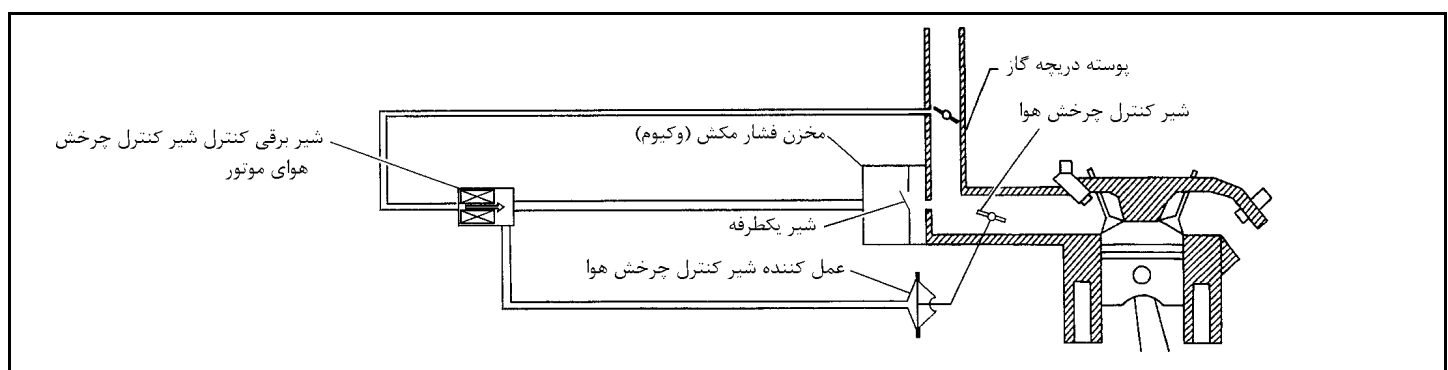 پوسته دریچه گاز
شیر کنترل چرخش هوا
مخزن فشار مکش (وکیوم)
شیر برقی کنترل شیر کنترل چرخش
هوای موتور
شیر یکطرفه
عمل کننده شیر کنترل چرخش هوا